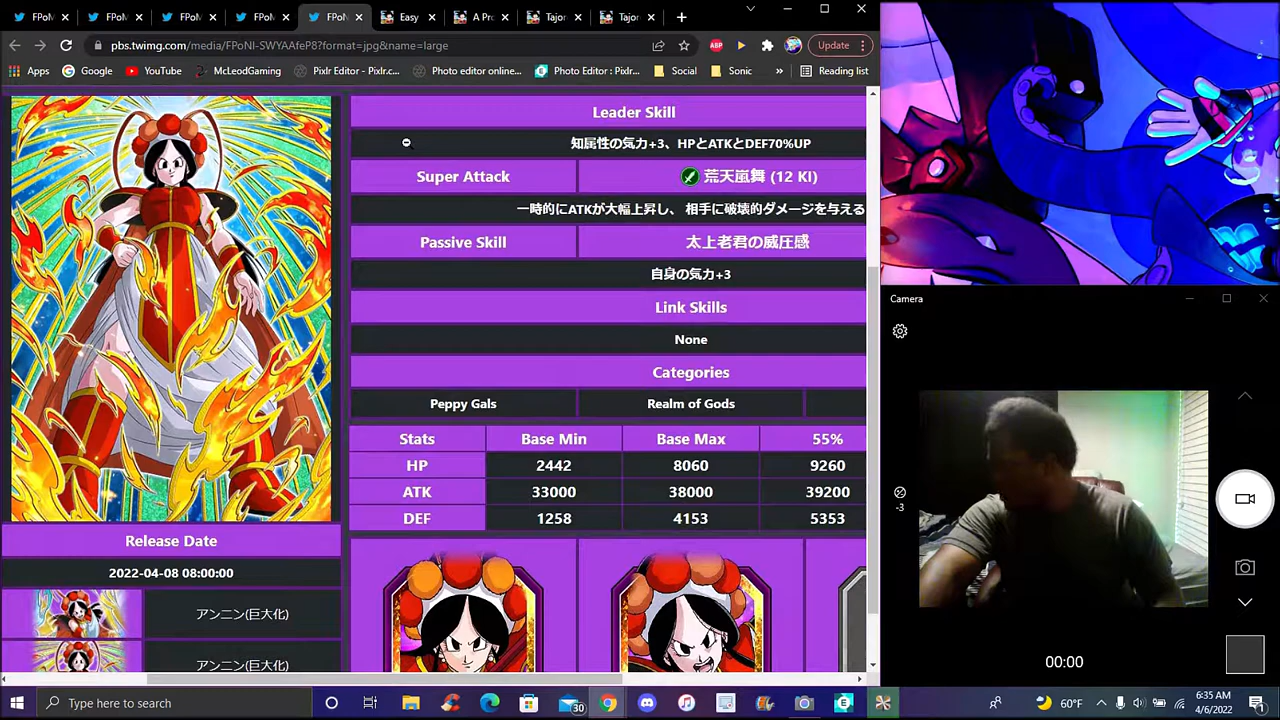 FPoN
FPoM
FPoM
FPoN
FPoN
Easy
A Pro
Tajor
Tajor
pbs.twimg.com/media/FPoNI-SWYAAfeP8?format=jpg&name=large
ABP
Update
Apps
Google
YouTube
McLeodGaming
Pixlr Editor - Pixlr.c...
Photo editor online...
Photo Editor : Pixlr...
Social
Sonic
»
Reading list
Leader Skill
知属性の気力+3、HPとATKとDEF70%UP
Super Attack
荒天嵐舞 (12 KI)
一時的にATKが大幅上昇し、 相手に破壊的ダメージを与える
Passive Skill
太上老君の威圧感
自身の気力+3
Link Skills
None
Categories
Peppy Gals
Realm of Gods
Stats
Base Min
Base Max
55%
HP
2442
8060
9260
ATK
33000
38000
39200
DEF
1258
4153
5353
Release Date
2022-04-08 08:00:00
アンニン(巨大化)
アンニン(巨大化)
Camera
-3
00:00
Type here to search
30
60°F
6:35 AM
4/6/2022
1